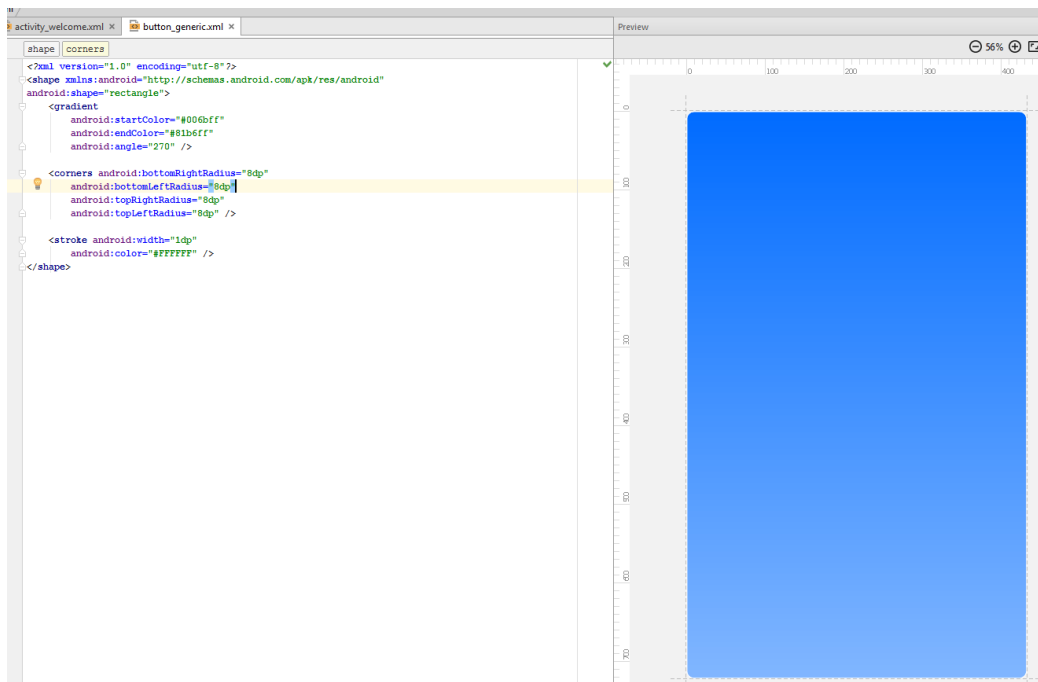 activity_welcome.xml × button_generic.xml ×
Preview
shape corners
56%
<?xml version="1.0" encoding="utf-8"?>
<shape xmlns:android="http://schemas.android.com/apk/res/android"
android:shape="rectangle">
<gradient
android:startColor="#006bff"
android:endColor="#81b6ff"
android:angle="270" />
<corners android:bottomRightRadius="8dp"
android:bottomLeftRadius="8dp"
android:topRightRadius="8dp"
android:topLeftRadius="8dp" />
<stroke android:width="1dp"
android:color="#FFFFFF" />
</shape>
0 100 200 300 400
0
100
200
300
400
500
600
700